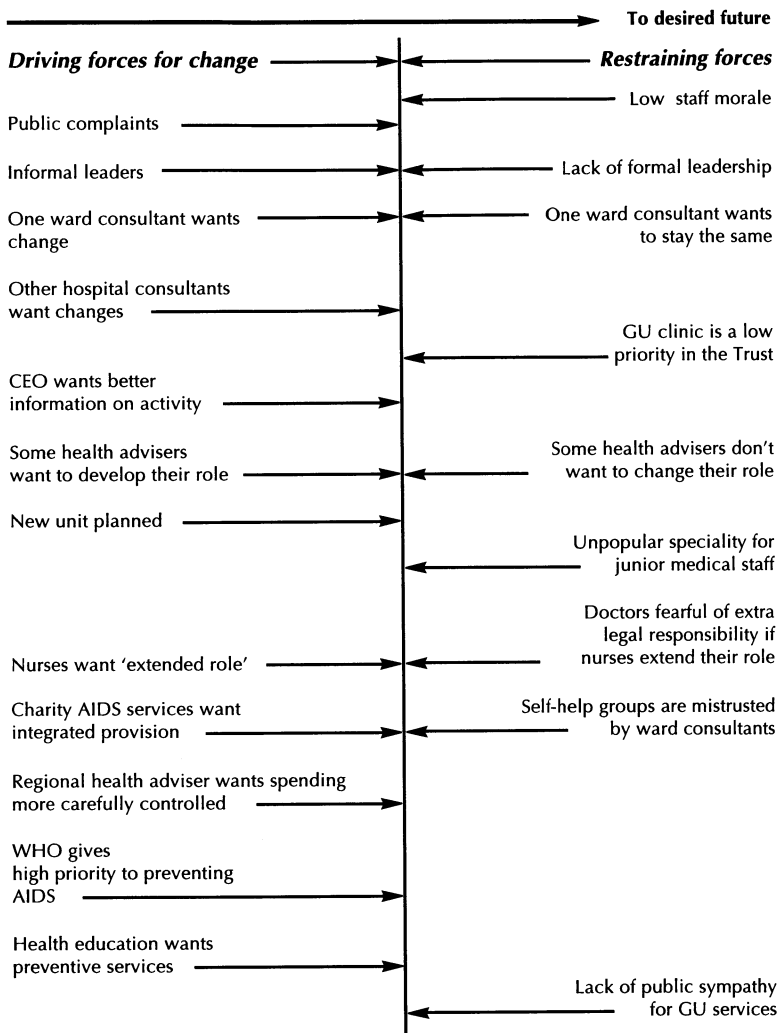 To desired future
Driving forces for change
Restraining forces
Low staff morale
Public complaints
Informal leaders
Lack of formal leadership
One ward consultant wants
change
One ward consultant wants
to stay the same
Other hospital consultants
want changes
GU clinic is a low
priority in the Trust
CEO wants better
information on activity
Some health advisers
want to develop their role
Some health advisers don't
want to change their role
New unit planned
Unpopular speciality for
junior medical staff
Doctors fearful of extra
legal responsibility if
nurses extend their role
Nurses want ‘extended role’
Charity AIDS services want
integrated provision
Self-help groups are mistrusted
by ward consultants
Regional health adviser wants spending
more carefully controlled
WHO gives
high priority to preventing
AIDS
Health education wants
preventive services
Lack of public sympathy
for GU services